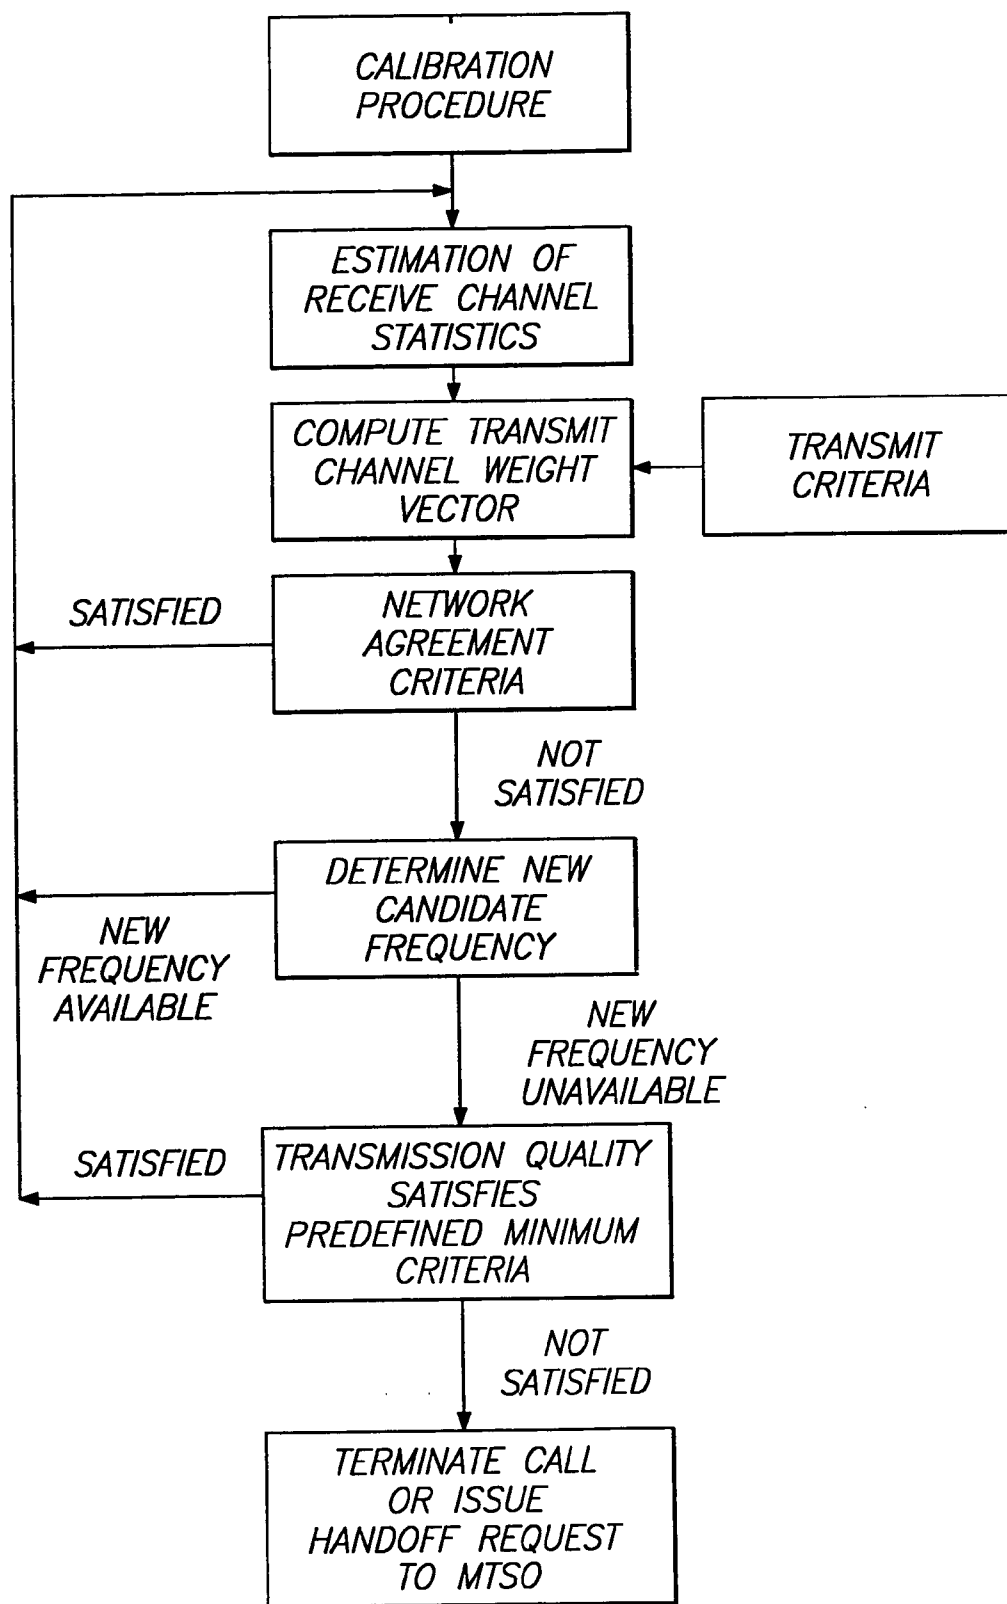 CALIBRATION
PROCEDURE
ESTIMATION OF
RECEIVE CHANNEL
STATISTICS
COMPUTE TRANSMIT
CHANNEL WEIGHT
VECTOR
TRANSMIT
CRITERIA
SATISFIED
NETWORK
AGREEMENT
CRITERIA
NOT
SATISFIED
DETERMINE NEW
CANDIDATE
FREQUENCY
NEW
FREQUENCY
AVAILABLE
NEW
FREQUENCY
UNAVAILABLE
SATISFIED
TRANSMISSION QUALITY
SATISFIES
PREDEFINED MINIMUM
CRITERIA
NOT
SATISFIED
TERMINATE CALL
OR ISSUE
HANDOFF REQUEST
TO MTSO